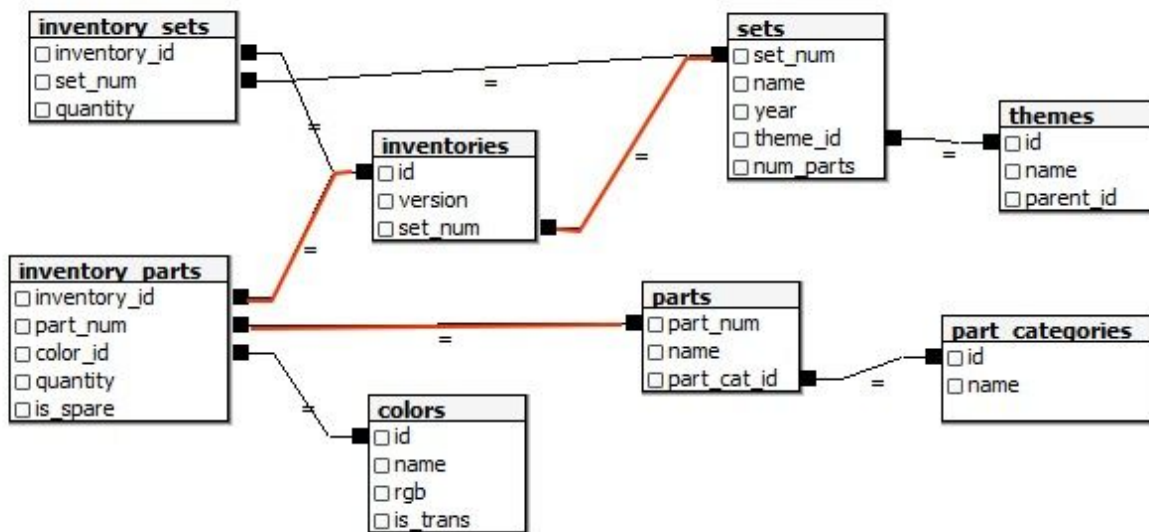 inventory_sets
inventory_id
set_num
quantity
=
=
sets
set_num
name
year
theme_id
num_parts
=
=
themes
id
name
parent_id
inventories
id
version
set_num
=
inventory_parts
inventory_id
part_num
color_id
quantity
is_spare
=
=
parts
part_num
name
part_cat_id
=
part_categories
id
name
colors
id
name
rgb
is_trans